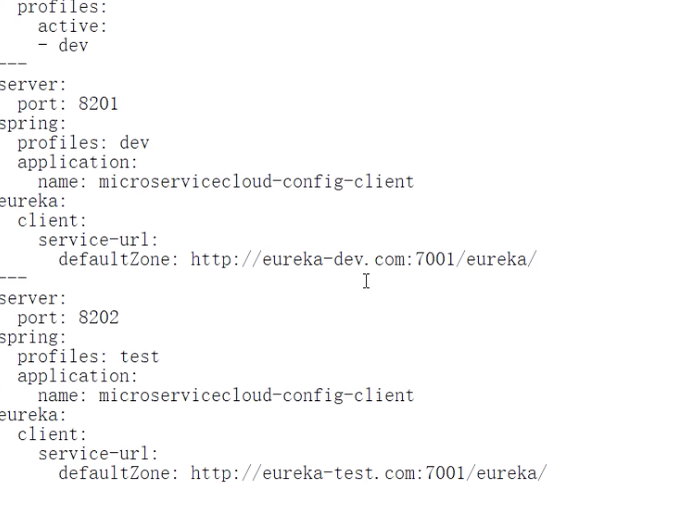 profiles:
active:
- dev
---
server:
port: 8201
spring:
profiles: dev
application:
name: microservicecloud-config-client
eureka:
client:
service-url:
defaultZone: http://eureka-dev.com:7001/eureka/
---
server:
port: 8202
spring:
profiles: test
application:
name: microservicecloud-config-client
eureka:
client:
service-url:
defaultZone: http://eureka-test.com:7001/eureka/